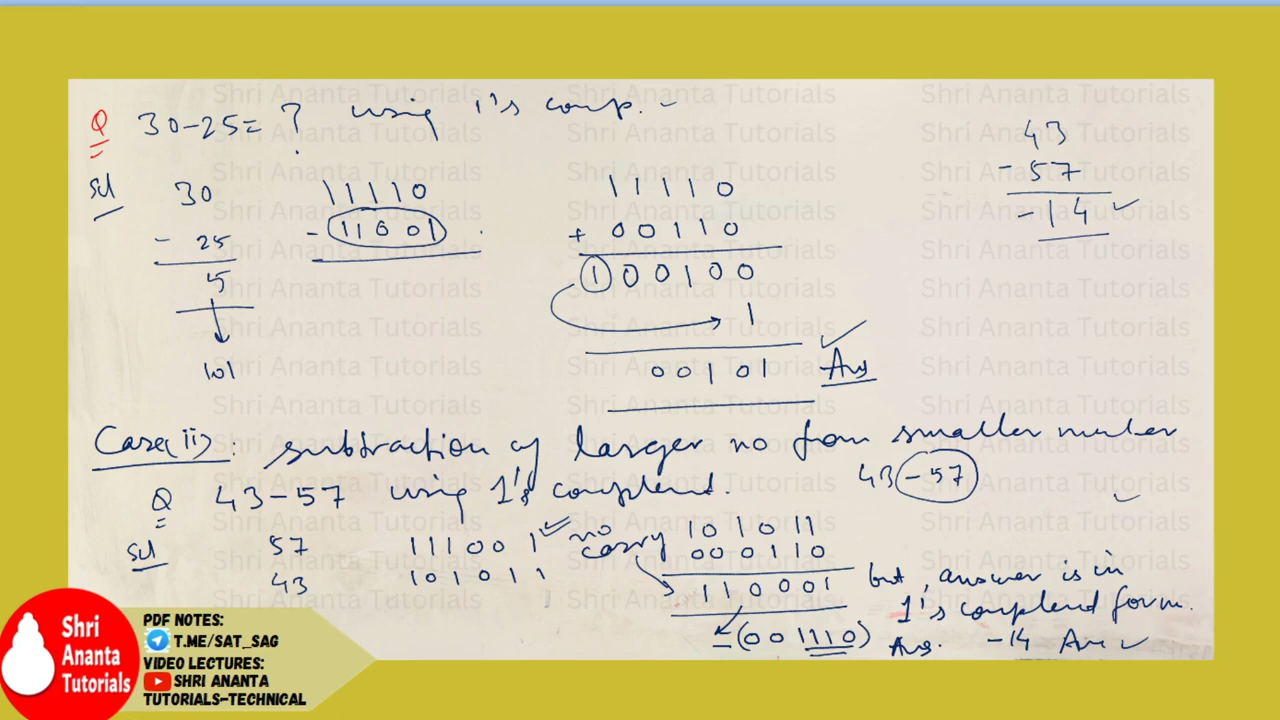 Q 30-25= ? using 1's comp.
43
-57
-14 ✓
Sol 30 11110 11110
- 25 - 11001 + 00110
5 100100
1
101 00101 Ans
Case(ii): subtraction of larger no from smaller number
Q 43-57 using 1's complement. 43-57
Sol 57 111001 no carry 101011
43 101011 000110
110001 but, answer is in
1's complement form.
-(001110) Ans. -14 Ans
Shri Ananta Tutorials
PDF NOTES:
T.ME/SAT_SAG
VIDEO LECTURES:
SHRI ANANTA
TUTORIALS-TECHNICAL